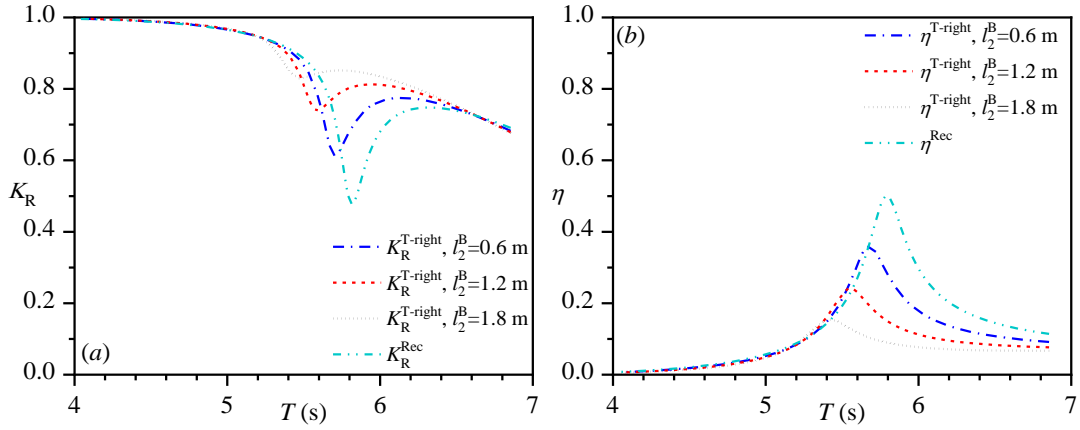 1.0
0.8
0.6
0.4
0.2
0.0
K_R
K_R^{T-right}, l_2^B=0.6 m
K_R^{T-right}, l_2^B=1.2 m
K_R^{T-right}, l_2^B=1.8 m
K_R^{Rec}
(a)
4 5 6 7
T (s)
(b)
η^{T-right}, l_2^B=0.6 m
η^{T-right}, l_2^B=1.2 m
η^{T-right}, l_2^B=1.8 m
η^{Rec}
1.0
0.8
0.6
0.4
0.2
0.0
η
4 5 6 7
T (s)